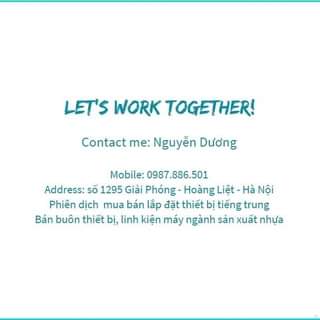 LET'S WORK TOGETHER!
Contact me: Nguyễn Dương
Mobile: 0987.886.501
Address: số 1295 Giải Phóng - Hoàng Liệt - Hà Nội
Phiên dịch mua bán lắp đặt thiết bị tiếng trung
Bán buôn thiết bị, linh kiện máy ngành sản xuất nhựa